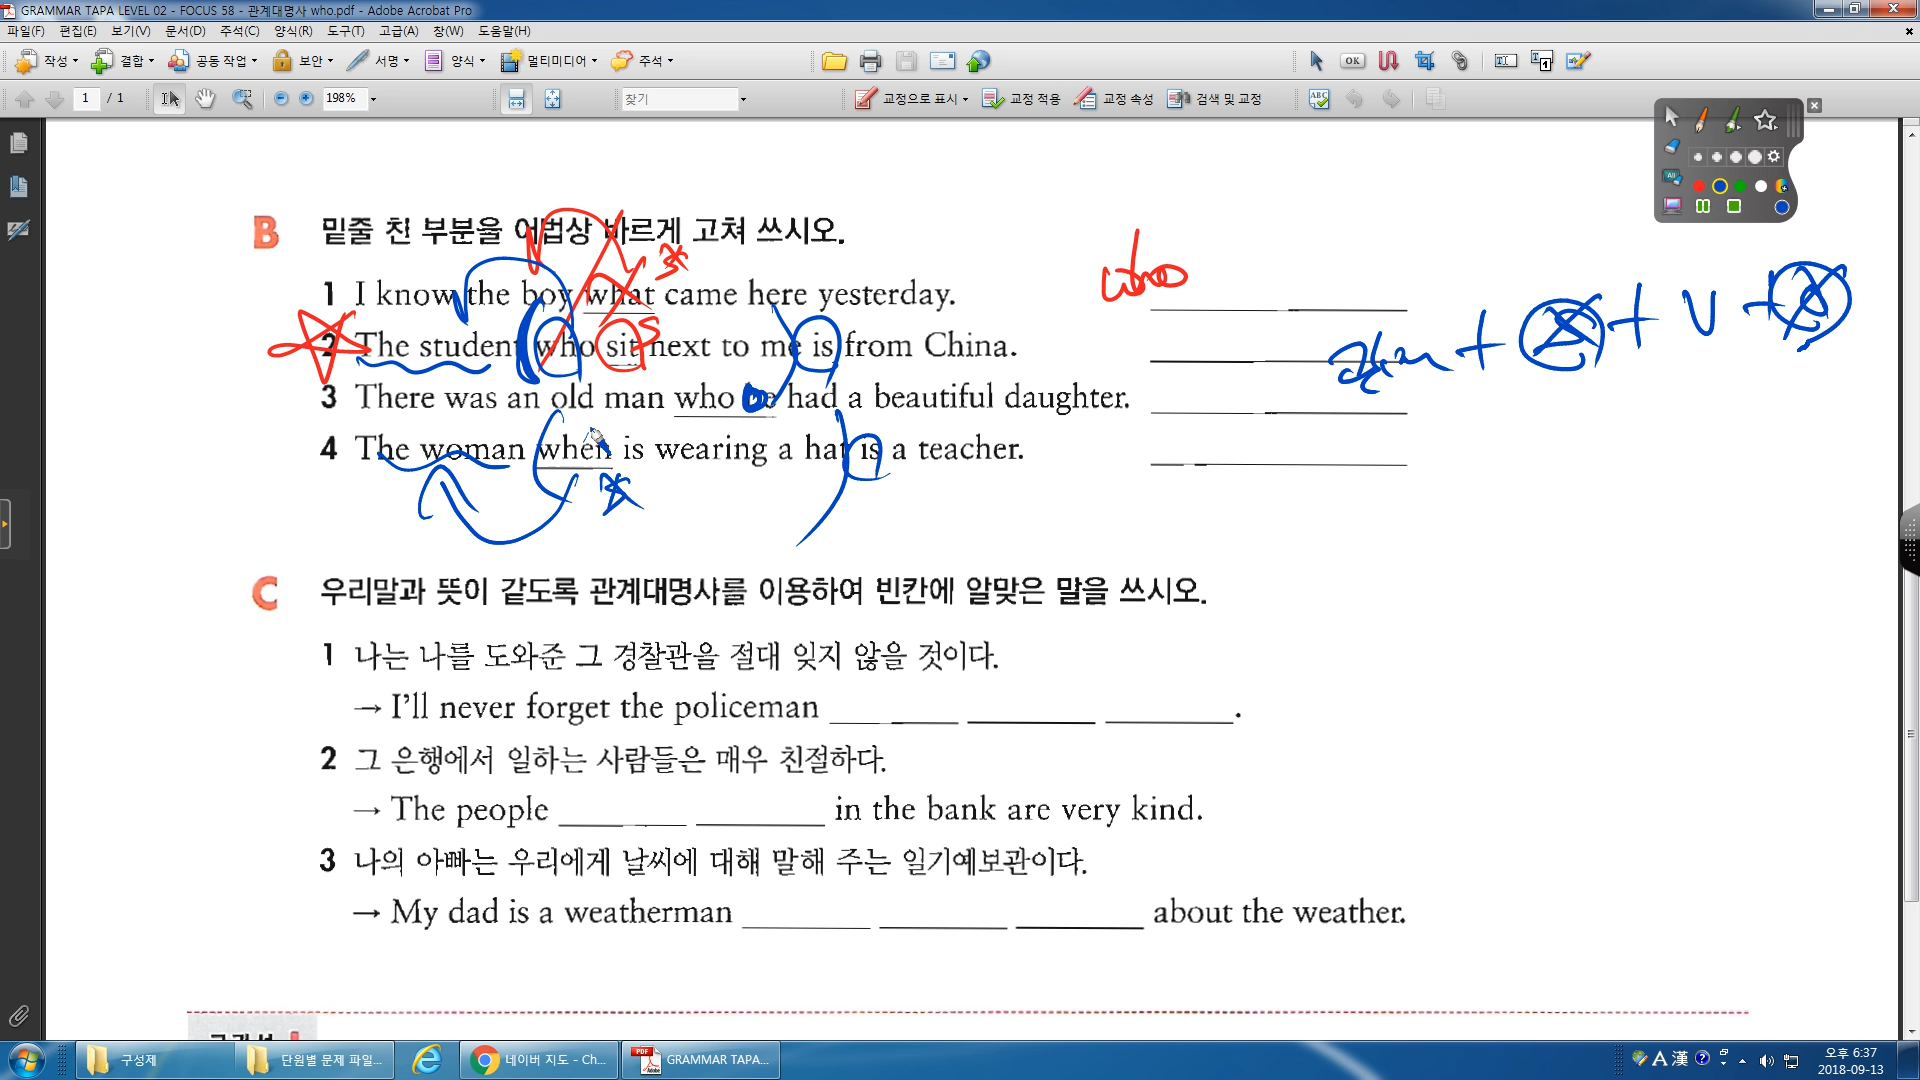 GRAMMAR TAPA LEVEL 02 - FOCUS 58 - 관계대명사 who.pdf - Adobe Acrobat Pro
파일(F) 편집(E) 보기(V) 문서(D) 주석(C) 양식(R) 도구(T) 고급(A) 창(W) 도움말(H)
작성 결합 공동 작업 보안 서명 양식 멀티미디어 주석 OK
1 / 1 198% 찾기 교정으로 표시 교정 적용 교정 속성 검색 및 교정
B 밑줄 친 부분을 어법상 바르게 고쳐 쓰시오.
who
1 I know the boy what came here yesterday.
2 The student who sit next to me is from China.
s
+ + V +
3 There was an old man who he had a beautiful daughter.
4 The woman when is wearing a hat is a teacher.
C 우리말과 뜻이 같도록 관계대명사를 이용하여 빈칸에 알맞은 말을 쓰시오.
1 나는 나를 도와준 그 경찰관을 절대 잊지 않을 것이다.
→ I'll never forget the policeman ______ ______ ______.
2 그 은행에서 일하는 사람들은 매우 친절하다.
→ The people ______ ______ in the bank are very kind.
3 나의 아빠는 우리에게 날씨에 대해 말해 주는 일기예보관이다.
→ My dad is a weatherman ______ ______ ______ about the weather.
구성제 단원별 문제 파일... 네이버 지도 - Ch... GRAMMAR TAPA... A 漢 오후 6:37
2018-09-13